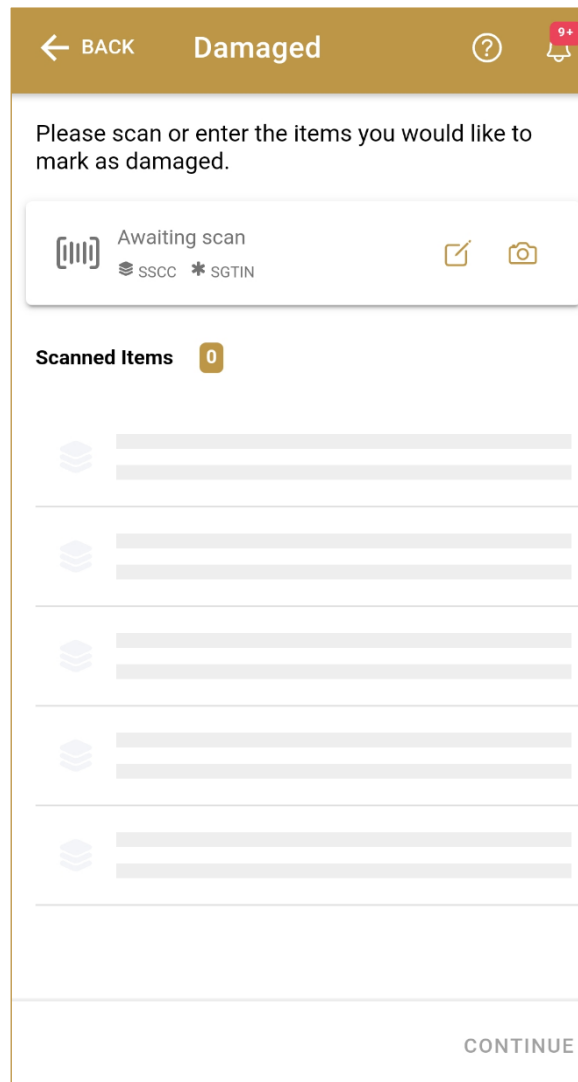 BACK Damaged 9+
Please scan or enter the items you would like to
mark as damaged.
Awaiting scan
SSCC SGTIN
Scanned Items 0
CONTINUE